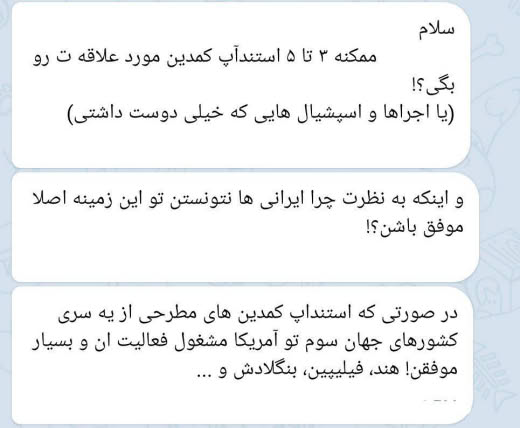 سلام
ممکنه ۳ تا ۵ استندآپ کمدین مورد علاقه ت رو
بگی؟!
(یا اجراها و اسپشیال هایی که خیلی دوست داشتی)
و اینکه به نظرت چرا ایرانی ها نتونستن تو این زمینه اصلا
موفق باشن؟!
در صورتی که استنداپ کمدین های مطرحی از یه سری
کشورهای جهان سوم تو آمریکا مشغول فعالیت ان و بسیار
موفقن! هند، فیلیپین، بنگلادش و ...